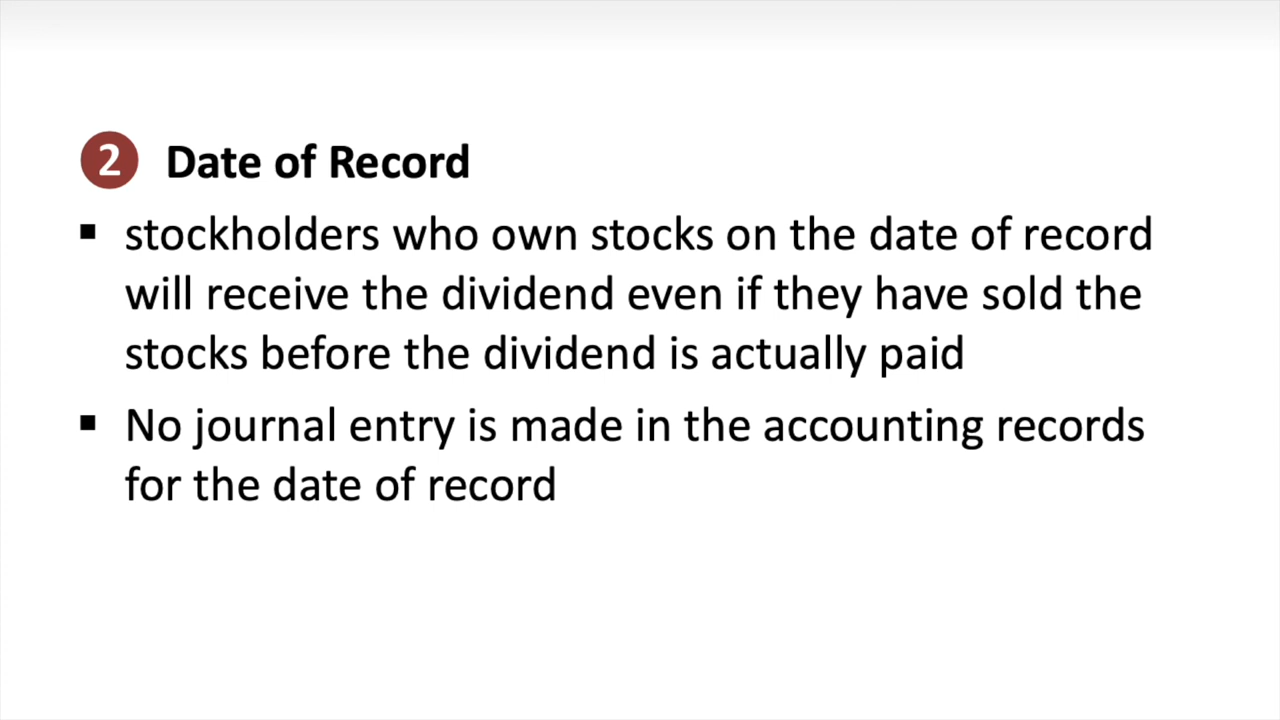 2 Date of Record
▪ stockholders who own stocks on the date of record
will receive the dividend even if they have sold the
stocks before the dividend is actually paid
▪ No journal entry is made in the accounting records
for the date of record